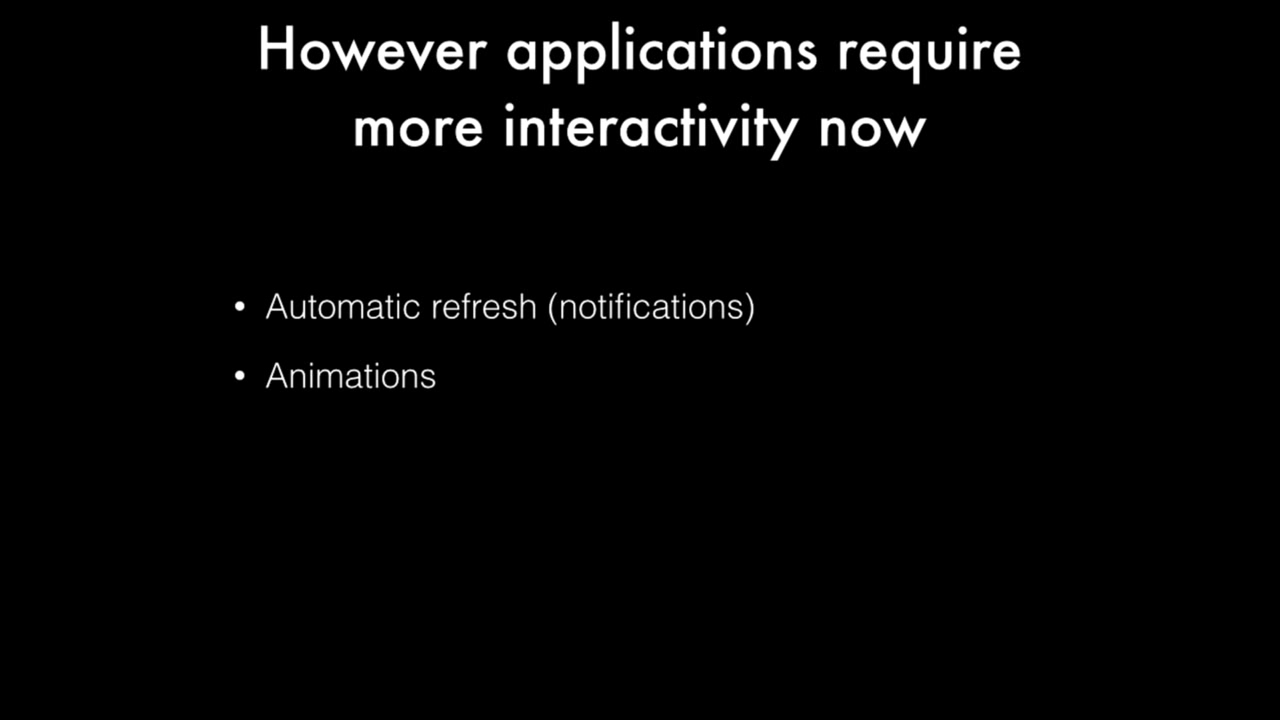 However applications require
more interactivity now
• Automatic refresh (notifications)
• Animations